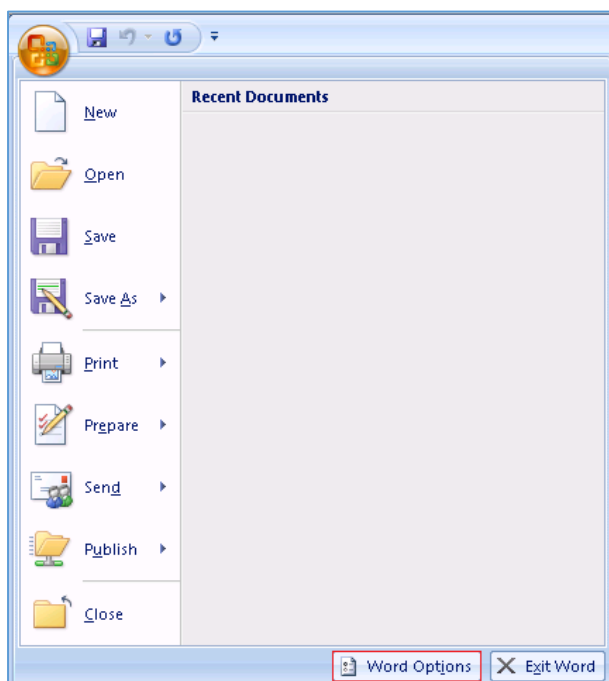 Recent Documents
New
Open
Save
Save As
Print
Prepare
Send
Publish
Close
Word Options
Exit Word